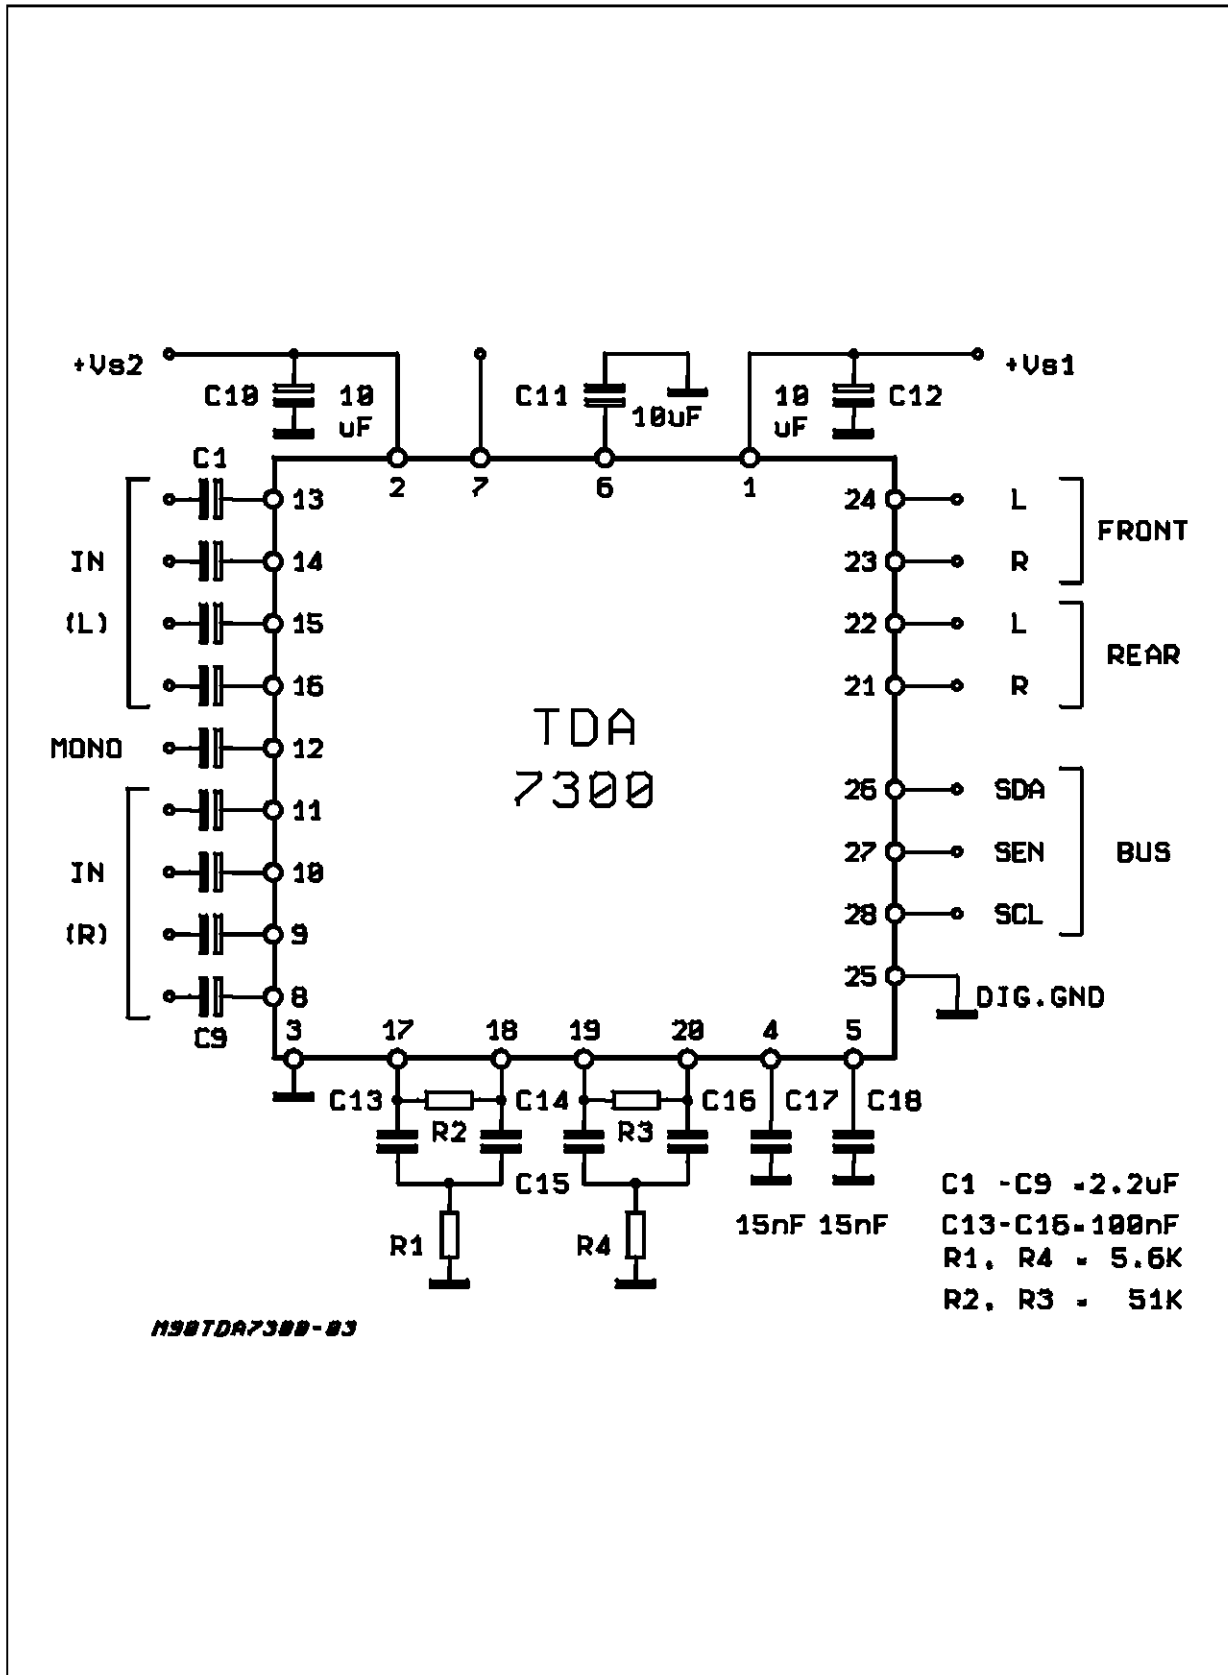 +Vs2
C10
10
uF
C11
10uF
10
uF
C12
+Vs1
C1
2
7
6
1
13
14
15
16
12
11
10
9
8
IN
(L)
MONO
IN
(R)
C9
TDA
7300
24
L
23
R
FRONT
22
L
21
R
REAR
26
SDA
27
SEN
28
SCL
BUS
25
DIG.GND
3
17
18
19
20
4
5
C13
R2
C14
R3
C16
C17
C18
C15
R1
R4
15nF
15nF
C1 -C9 =2.2uF
C13-C16=100nF
R1, R4 = 5.6K
R2, R3 = 51K
M90TDA7300-03